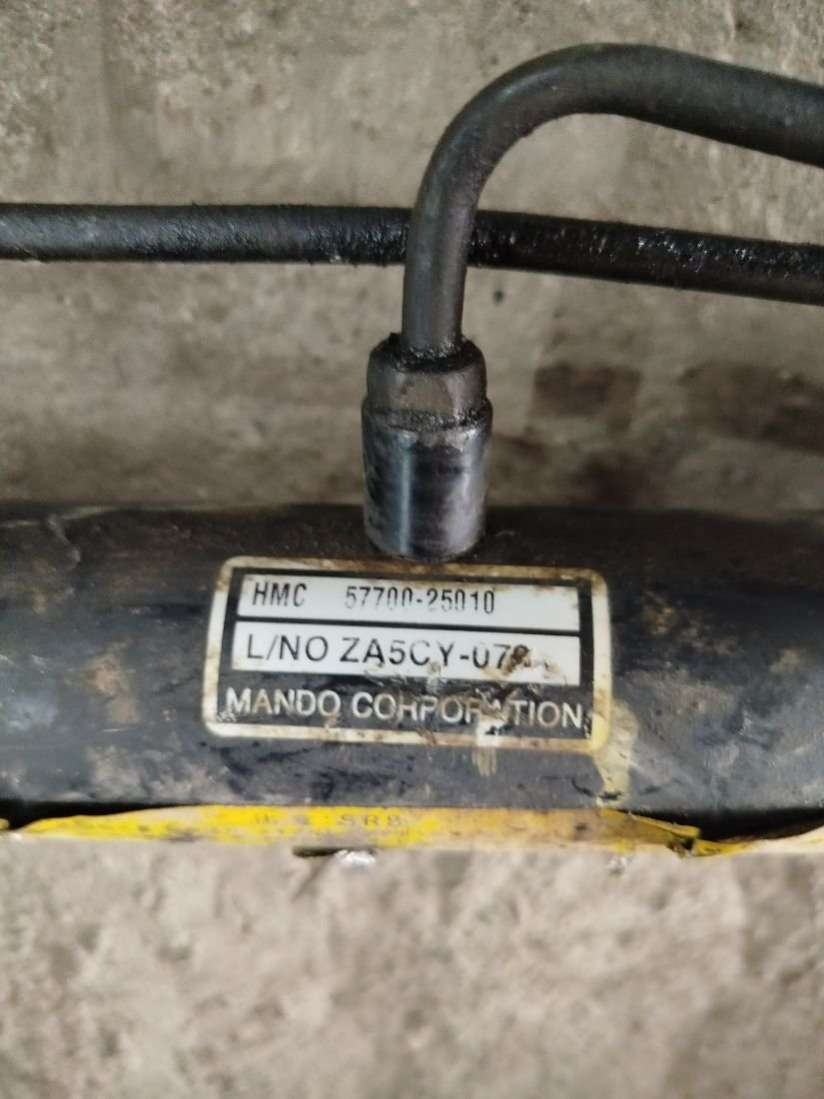 HMC 57700-25010
L/NO ZA5CY-07
MANDO CORPORATION